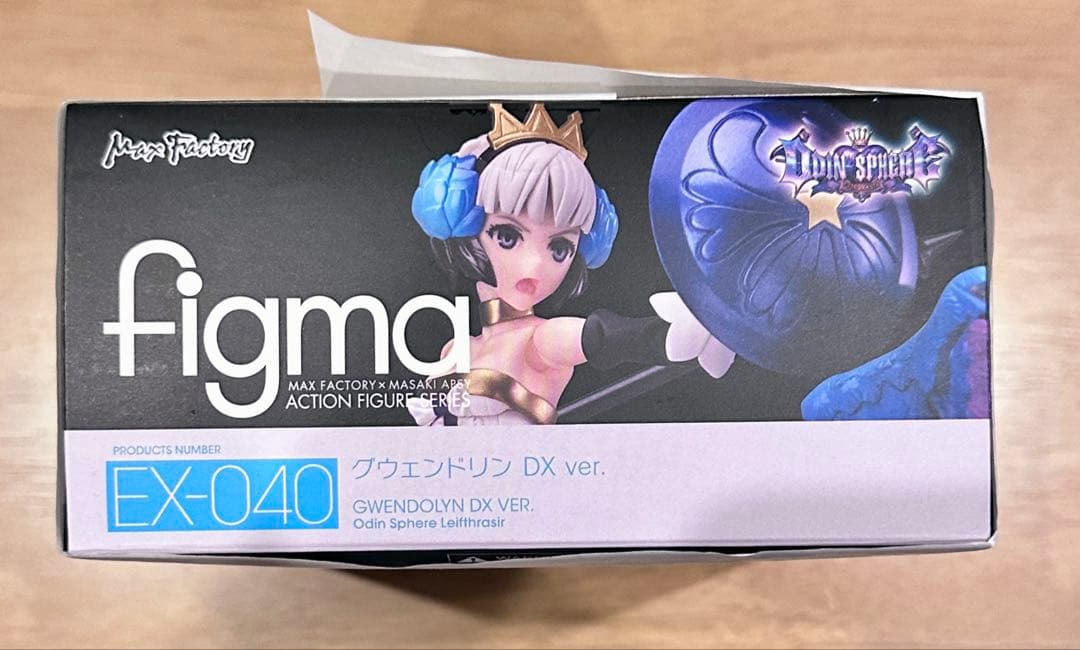 Max Factory
ODIN SPHERE
figma
MAX FACTORY × MASAKI APSY
ACTION FIGURE SERIES
PRODUCTS NUMBER
EX-040
グウェンドリン DX ver.
GWENDOLYN DX VER.
Odin Sphere Leifthrasir